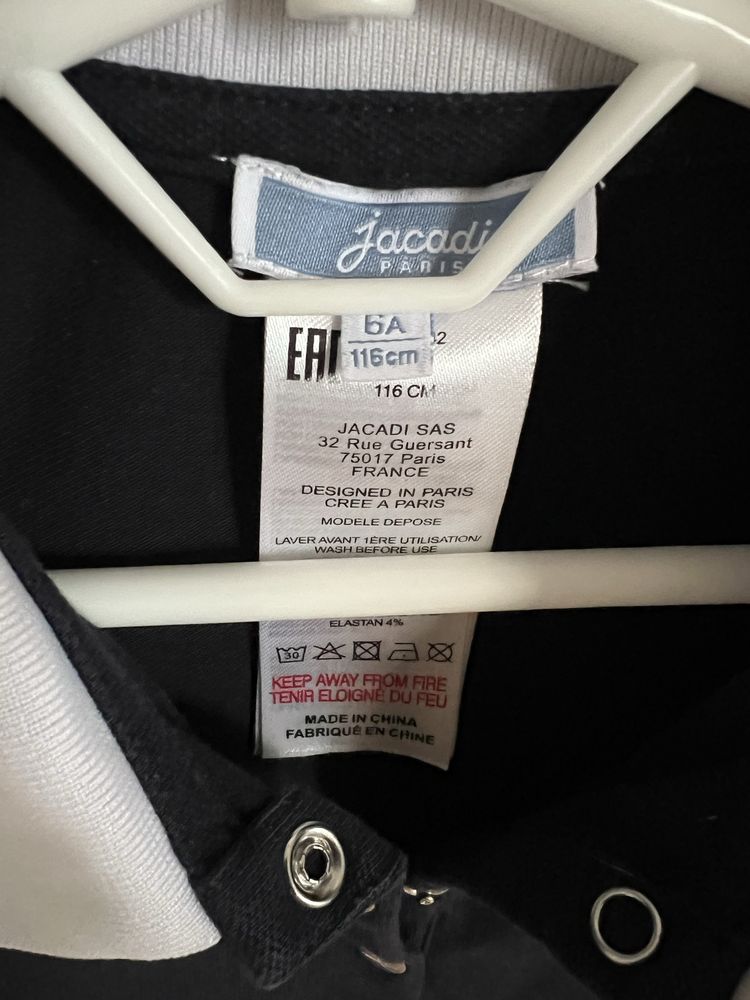 jacadi
PARIS
6A
116cm
EAC
2
116 CM
JACADI SAS
32 Rue Guersant
75017 Paris
FRANCE
DESIGNED IN PARIS
CREE A PARIS
MODELE DEPOSE
LAVER AVANT 1ÈRE UTILISATION/
WASH BEFORE USE
ELASTAN 4%
30
KEEP AWAY FROM FIRE
TENIR ELOIGNÉ DU FEU
MADE IN CHINA
FABRIQUÉ EN CHINE